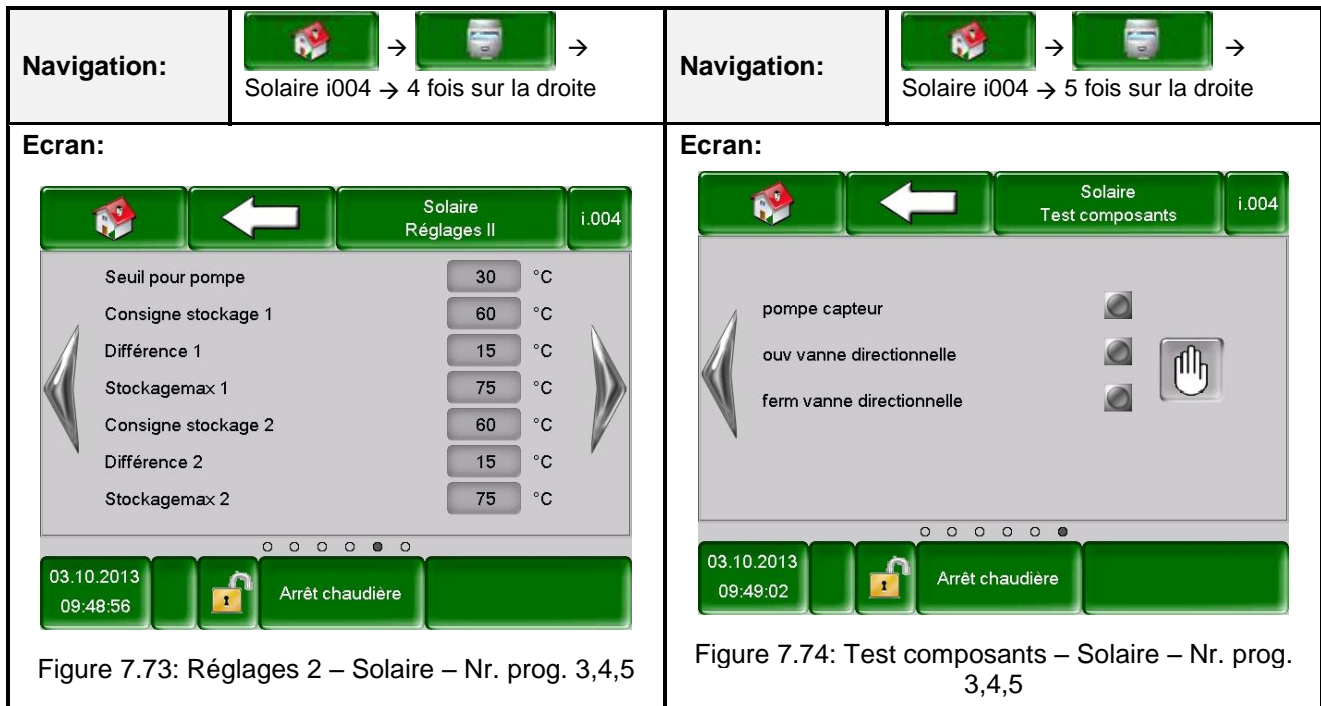 Navigation:
→ →
Solaire i004 → 4 fois sur la droite
Ecran:
Solaire
Réglages II
i.004
Seuil pour pompe 30 °C
Consigne stockage 1 60 °C
Différence 1 15 °C
Stockagemax 1 75 °C
Consigne stockage 2 60 °C
Différence 2 15 °C
Stockagemax 2 75 °C
03.10.2013
09:48:56
Arrêt chaudière
Figure 7.73: Réglages 2 – Solaire – Nr. prog. 3,4,5
Navigation:
→ →
Solaire i004 → 5 fois sur la droite
Ecran:
Solaire
Test composants
i.004
pompe capteur
ouv vanne directionnelle
ferm vanne directionnelle
03.10.2013
09:49:02
Arrêt chaudière
Figure 7.74: Test composants – Solaire – Nr. prog.
3,4,5